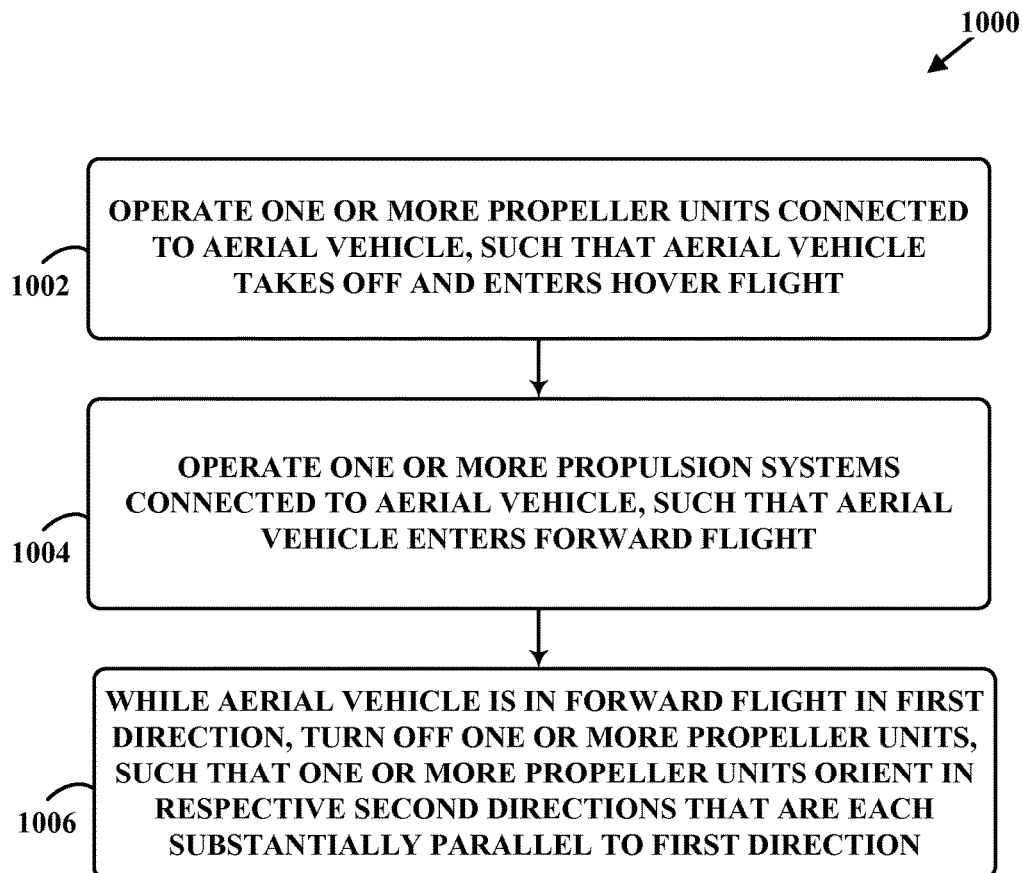 1000
OPERATE ONE OR MORE PROPELLER UNITS CONNECTED
TO AERIAL VEHICLE, SUCH THAT AERIAL VEHICLE
TAKES OFF AND ENTERS HOVER FLIGHT
1002
OPERATE ONE OR MORE PROPULSION SYSTEMS
CONNECTED TO AERIAL VEHICLE, SUCH THAT AERIAL
VEHICLE ENTERS FORWARD FLIGHT
1004
WHILE AERIAL VEHICLE IS IN FORWARD FLIGHT IN FIRST
DIRECTION, TURN OFF ONE OR MORE PROPELLER UNITS,
SUCH THAT ONE OR MORE PROPELLER UNITS ORIENT IN
RESPECTIVE SECOND DIRECTIONS THAT ARE EACH
SUBSTANTIALLY PARALLEL TO FIRST DIRECTION
1006